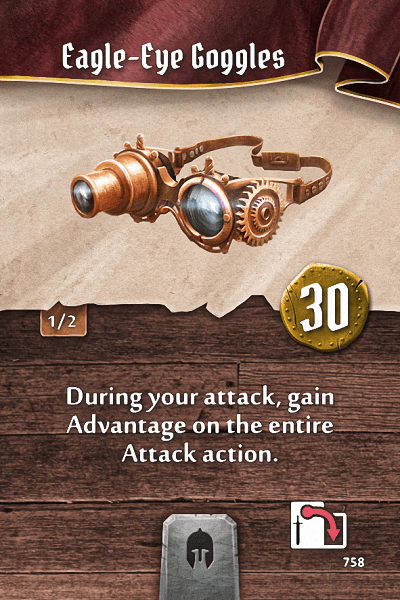 Eagle-Eye Goggles
1/2
30
During your attack, gain
Advantage on the entire
Attack action.
758